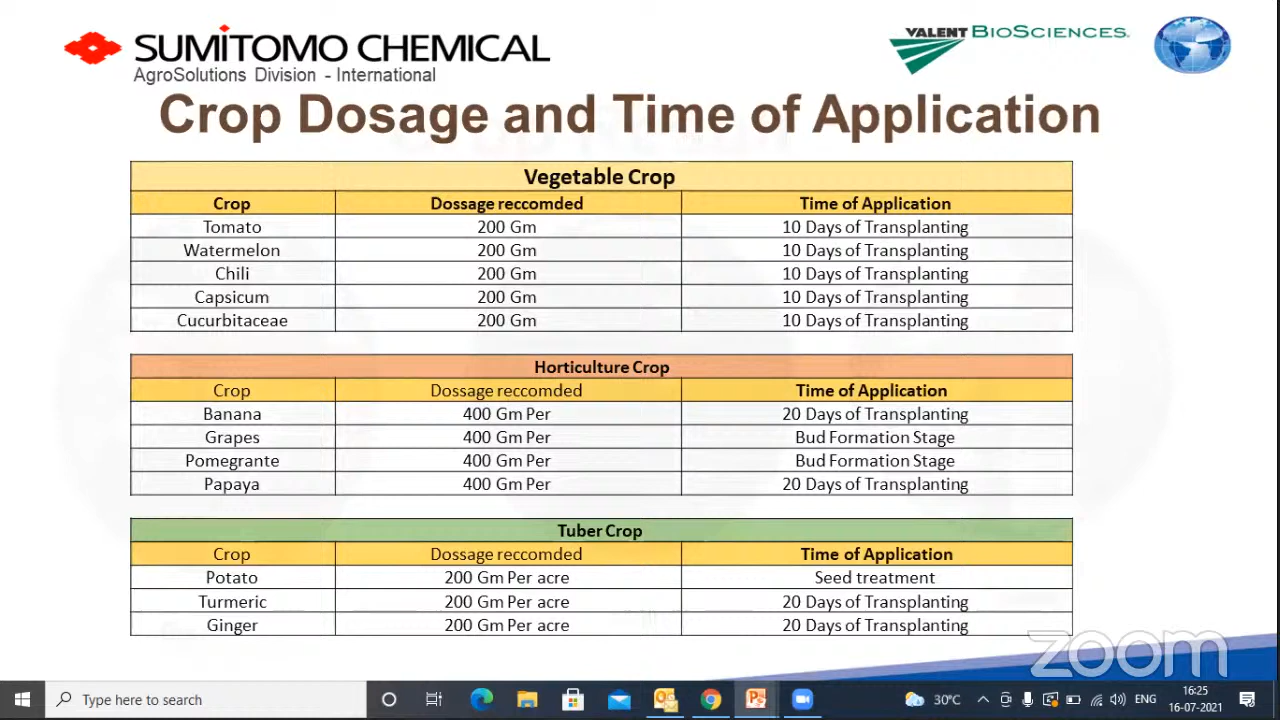 SUMITOMO CHEMICAL
AgroSolutions Division - International
VALENT BIOSCIENCES.
Crop Dosage and Time of Application
Vegetable Crop
Crop Dossage reccomded Time of Application
Tomato 200 Gm 10 Days of Transplanting
Watermelon 200 Gm 10 Days of Transplanting
Chili 200 Gm 10 Days of Transplanting
Capsicum 200 Gm 10 Days of Transplanting
Cucurbitaceae 200 Gm 10 Days of Transplanting
Horticulture Crop
Crop Dossage reccomded Time of Application
Banana 400 Gm Per 20 Days of Transplanting
Grapes 400 Gm Per Bud Formation Stage
Pomegrante 400 Gm Per Bud Formation Stage
Papaya 400 Gm Per 20 Days of Transplanting
Tuber Crop
Crop Dossage reccomded Time of Application
Potato 200 Gm Per acre Seed treatment
Turmeric 200 Gm Per acre 20 Days of Transplanting
Ginger 200 Gm Per acre 20 Days of Transplanting
zoom
Type here to search
30°C
ENG
16:25
16-07-2021